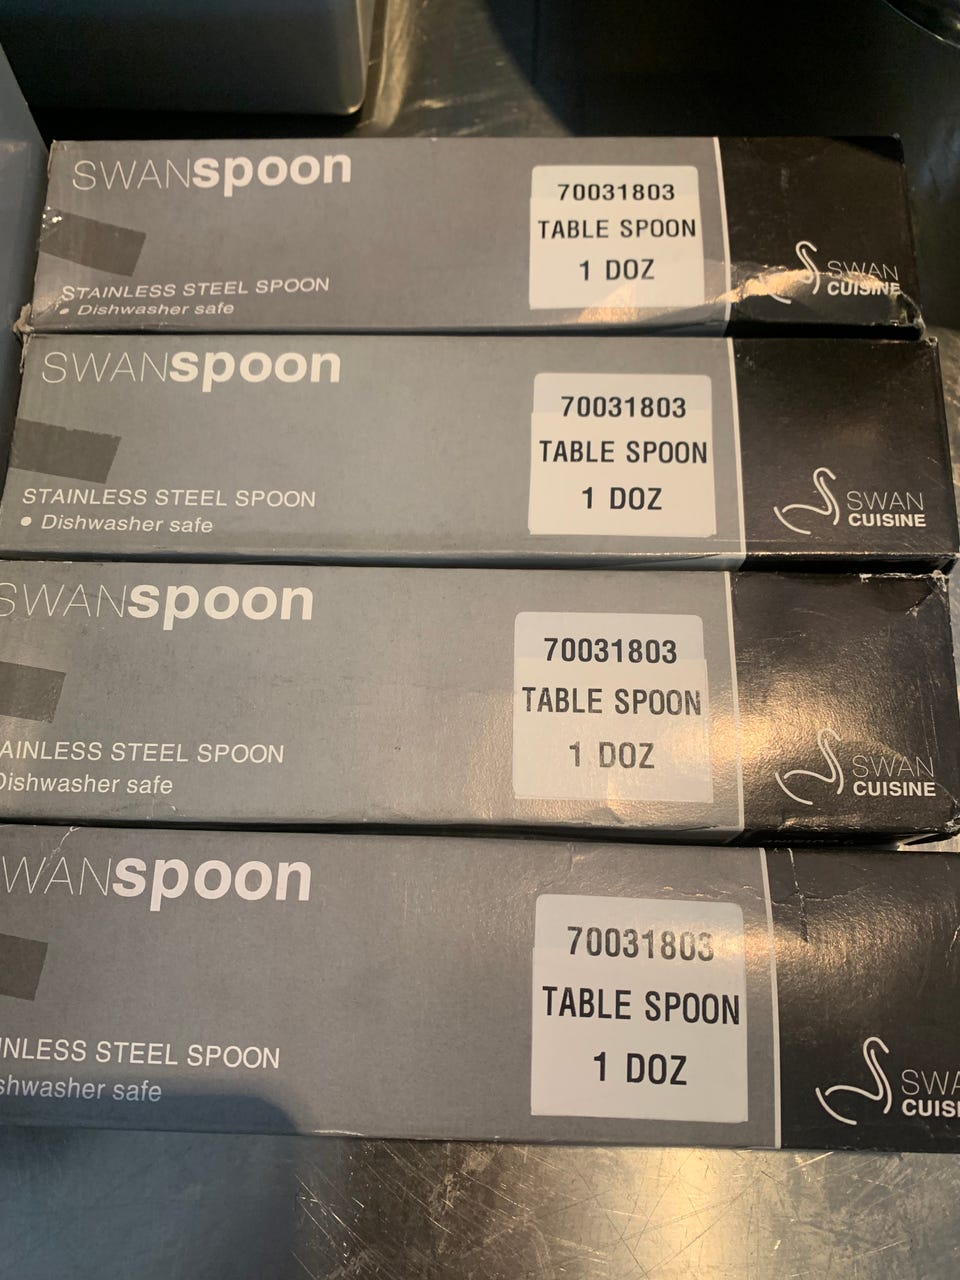 SWANspoon
70031803
TABLE SPOON
1 DOZ
STAINLESS STEEL SPOON
• Dishwasher safe
SWAN
CUISINE
SWANspoon
70031803
TABLE SPOON
1 DOZ
STAINLESS STEEL SPOON
• Dishwasher safe
SWAN
CUISINE
SWANspoon
70031803
TABLE SPOON
1 DOZ
AINLESS STEEL SPOON
Dishwasher safe
SWAN
CUISINE
WANspoon
70031803
TABLE SPOON
1 DOZ
NLESS STEEL SPOON
shwasher safe
SWA
CUISI